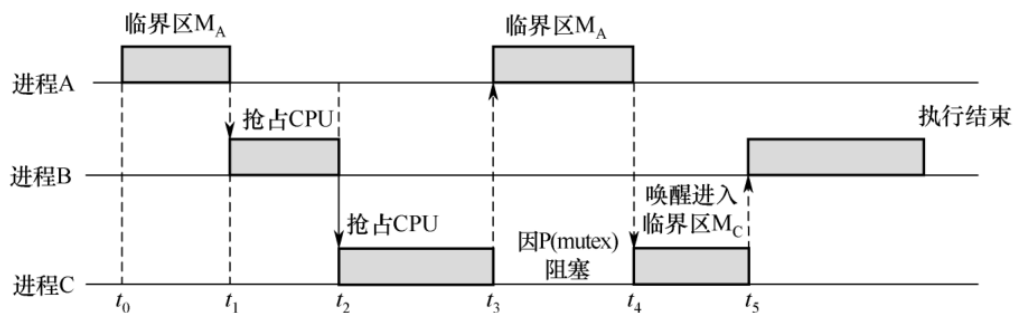 临界区M_A
临界区M_A
进程A
抢占CPU
执行结束
进程B
唤醒进入
抢占CPU
因P(mutex)
临界区M_C
阻塞
进程C
t_0
t_1
t_2
t_3
t_4
t_5